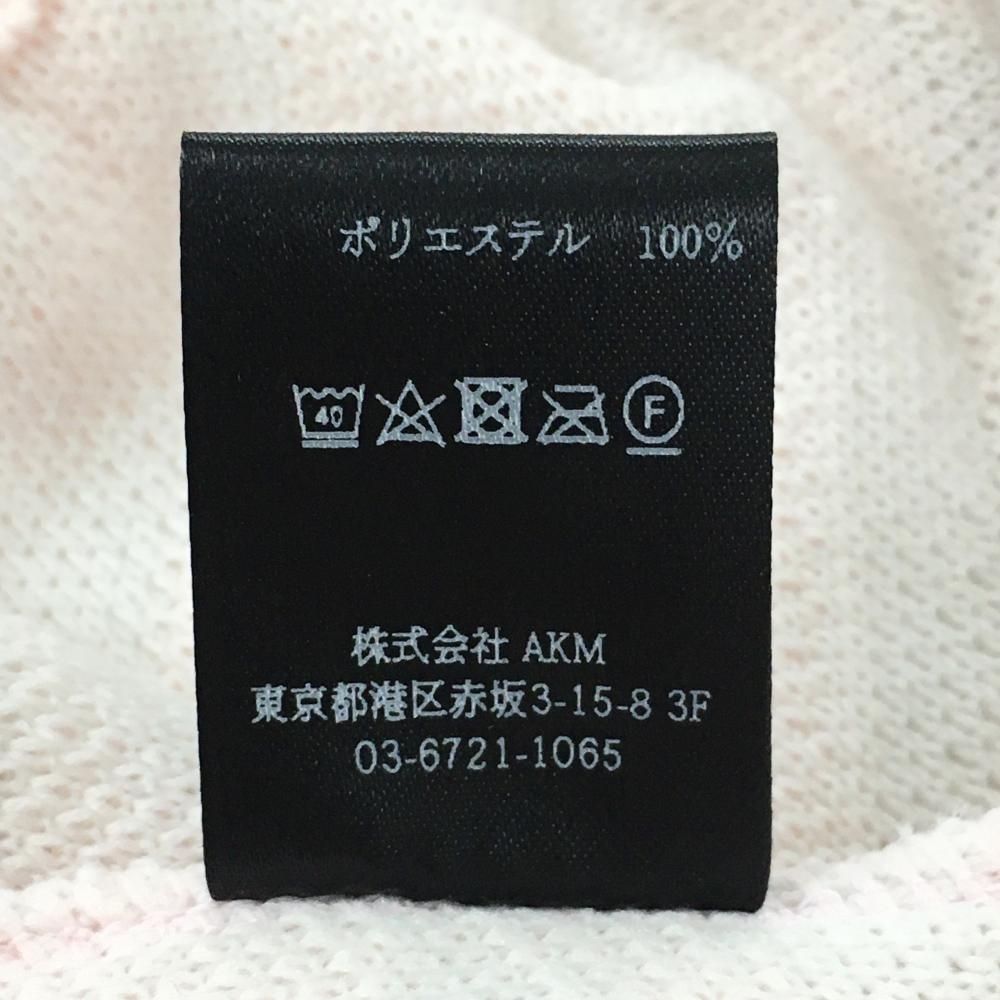 ポリエステル 100%
40
F
株式会社 AKM
東京都港区赤坂3-15-8 3F
03-6721-1065